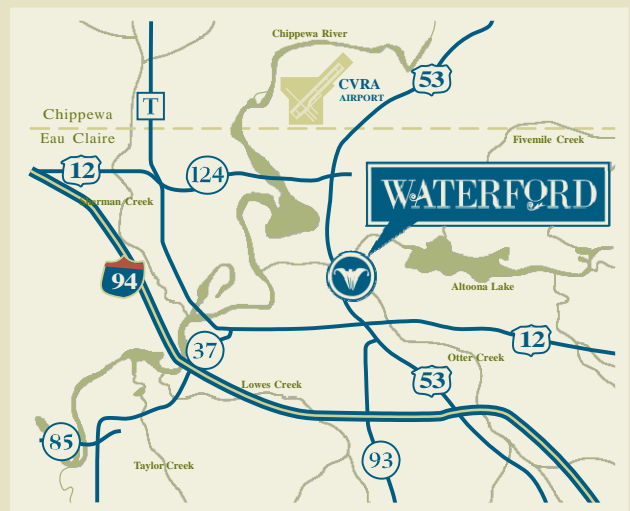 Chippewa River
53
CVRA
AIRPORT
T
Chippewa
Eau Claire
Fivemile Creek
12
124
WATERFORD
Sherman Creek
94
Altoona Lake
12
37
Otter Creek
53
Lowes Creek
85
93
Taylor Creek